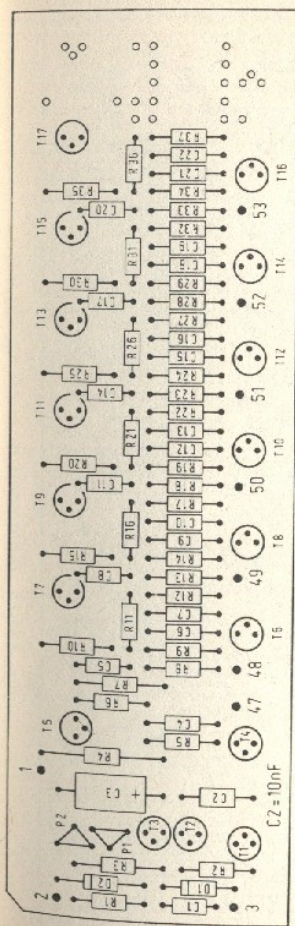 2
1
R1
D2
R3
P2
P1
C3
R4
T5
R6
R7
C5
R10
T7
C8
R15
T9
C11
R20
T11
C14
R25
T13
C17
R30
T15
C20
R35
T17
R11
R16
R21
R26
R31
R36
C1
D1
R2
T3
T2
C2
R5
C4
R8
R9
C6
C7
R12
R13
R14
C9
C10
R17
R18
R19
C12
C13
R22
R23
R24
C15
C16
R27
R28
R29
C18
C19
R32
R33
R34
C21
C22
R37
3
T1
T4
47
48
T6
49
T8
50
T10
51
T12
52
T14
53
T16
C2 = 10nF